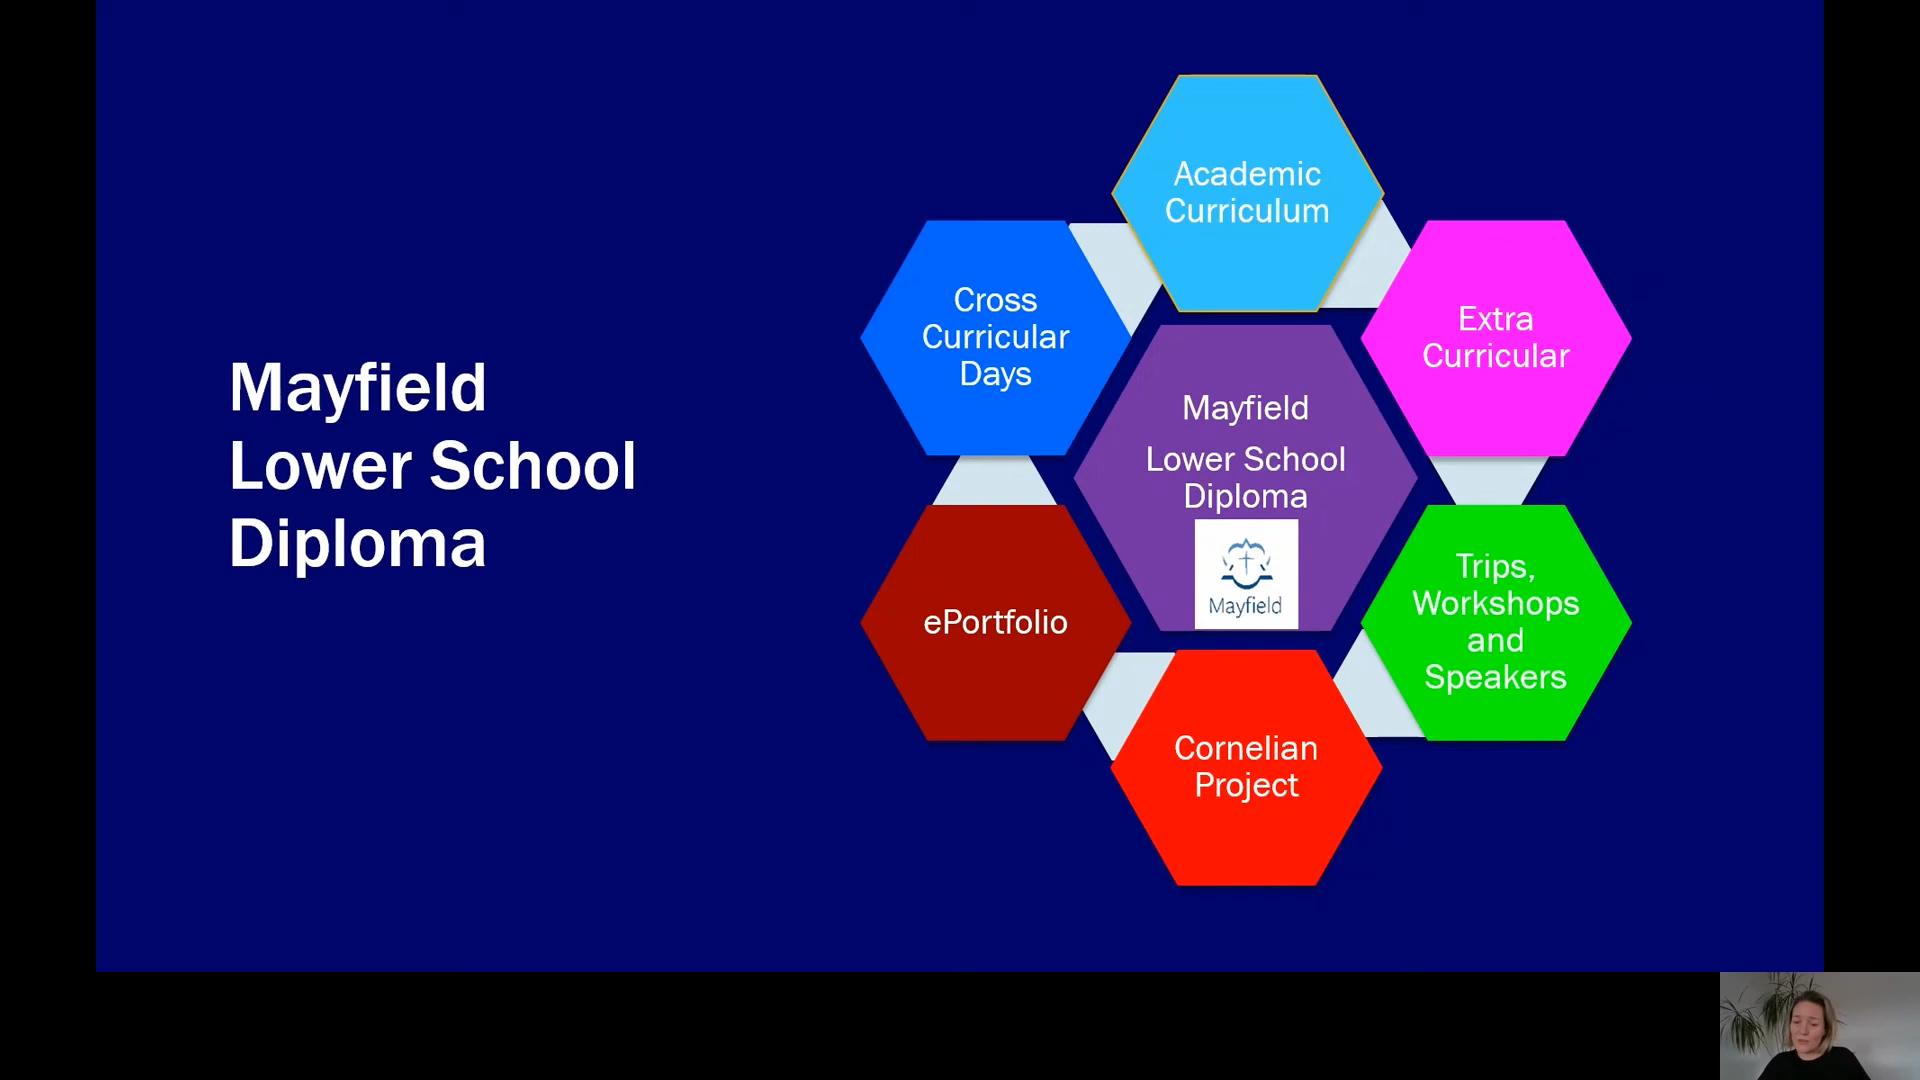 Mayfield
Lower School
Diploma
Academic
Curriculum
Extra
Curricular
Trips,
Workshops
and
Speakers
Cornelian
Project
ePortfolio
Cross
Curricular
Days
Mayfield
Lower School
Diploma
Mayfield